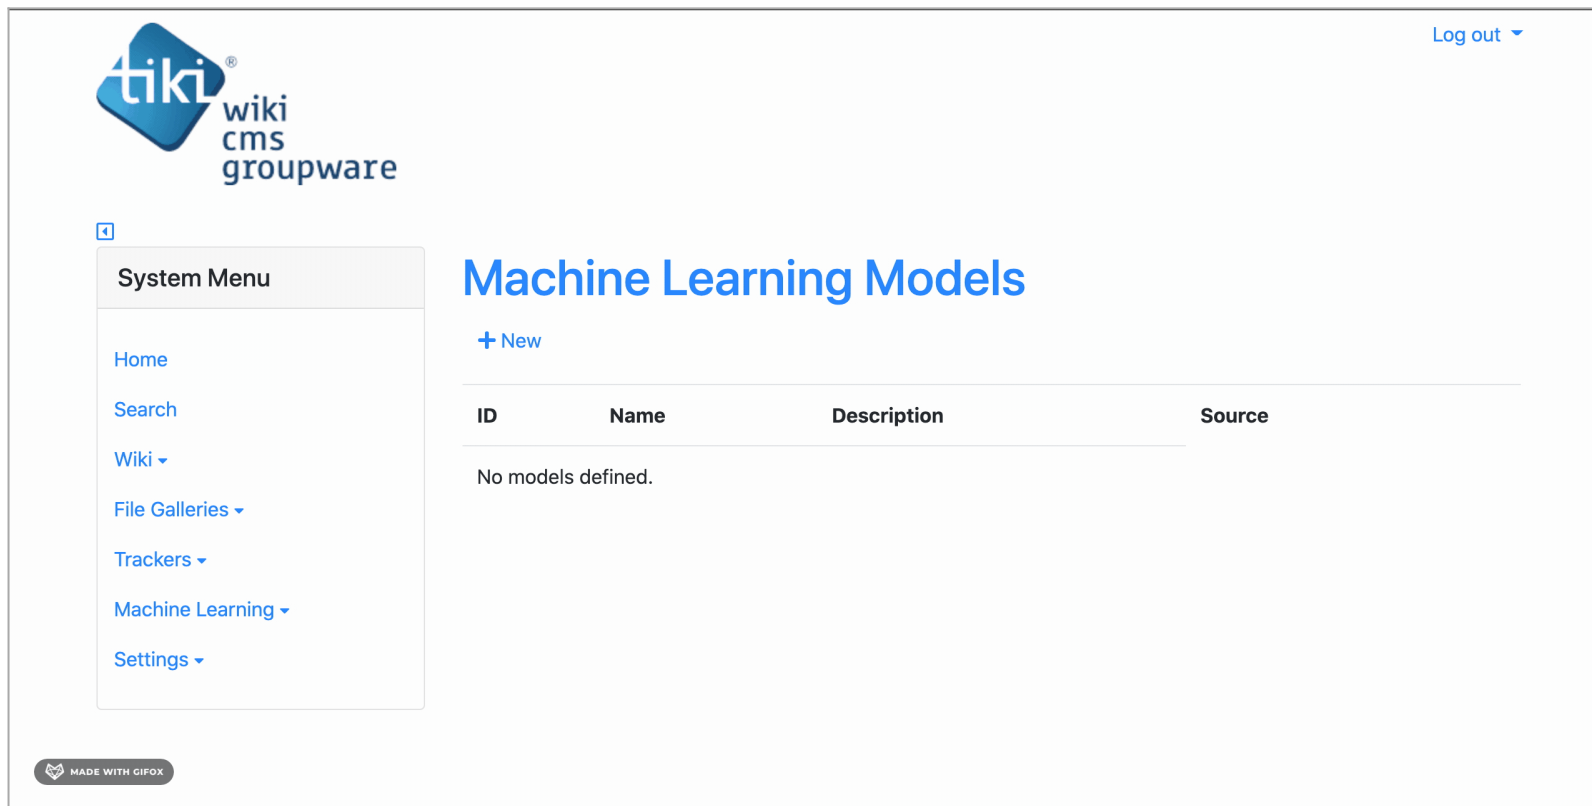 Log out
tiki®
wiki
cms
groupware
System Menu
Home
Search
Wiki
File Galleries
Trackers
Machine Learning
Settings
Machine Learning Models
+ New
ID Name Description Source
No models defined.
MADE WITH GIFOX